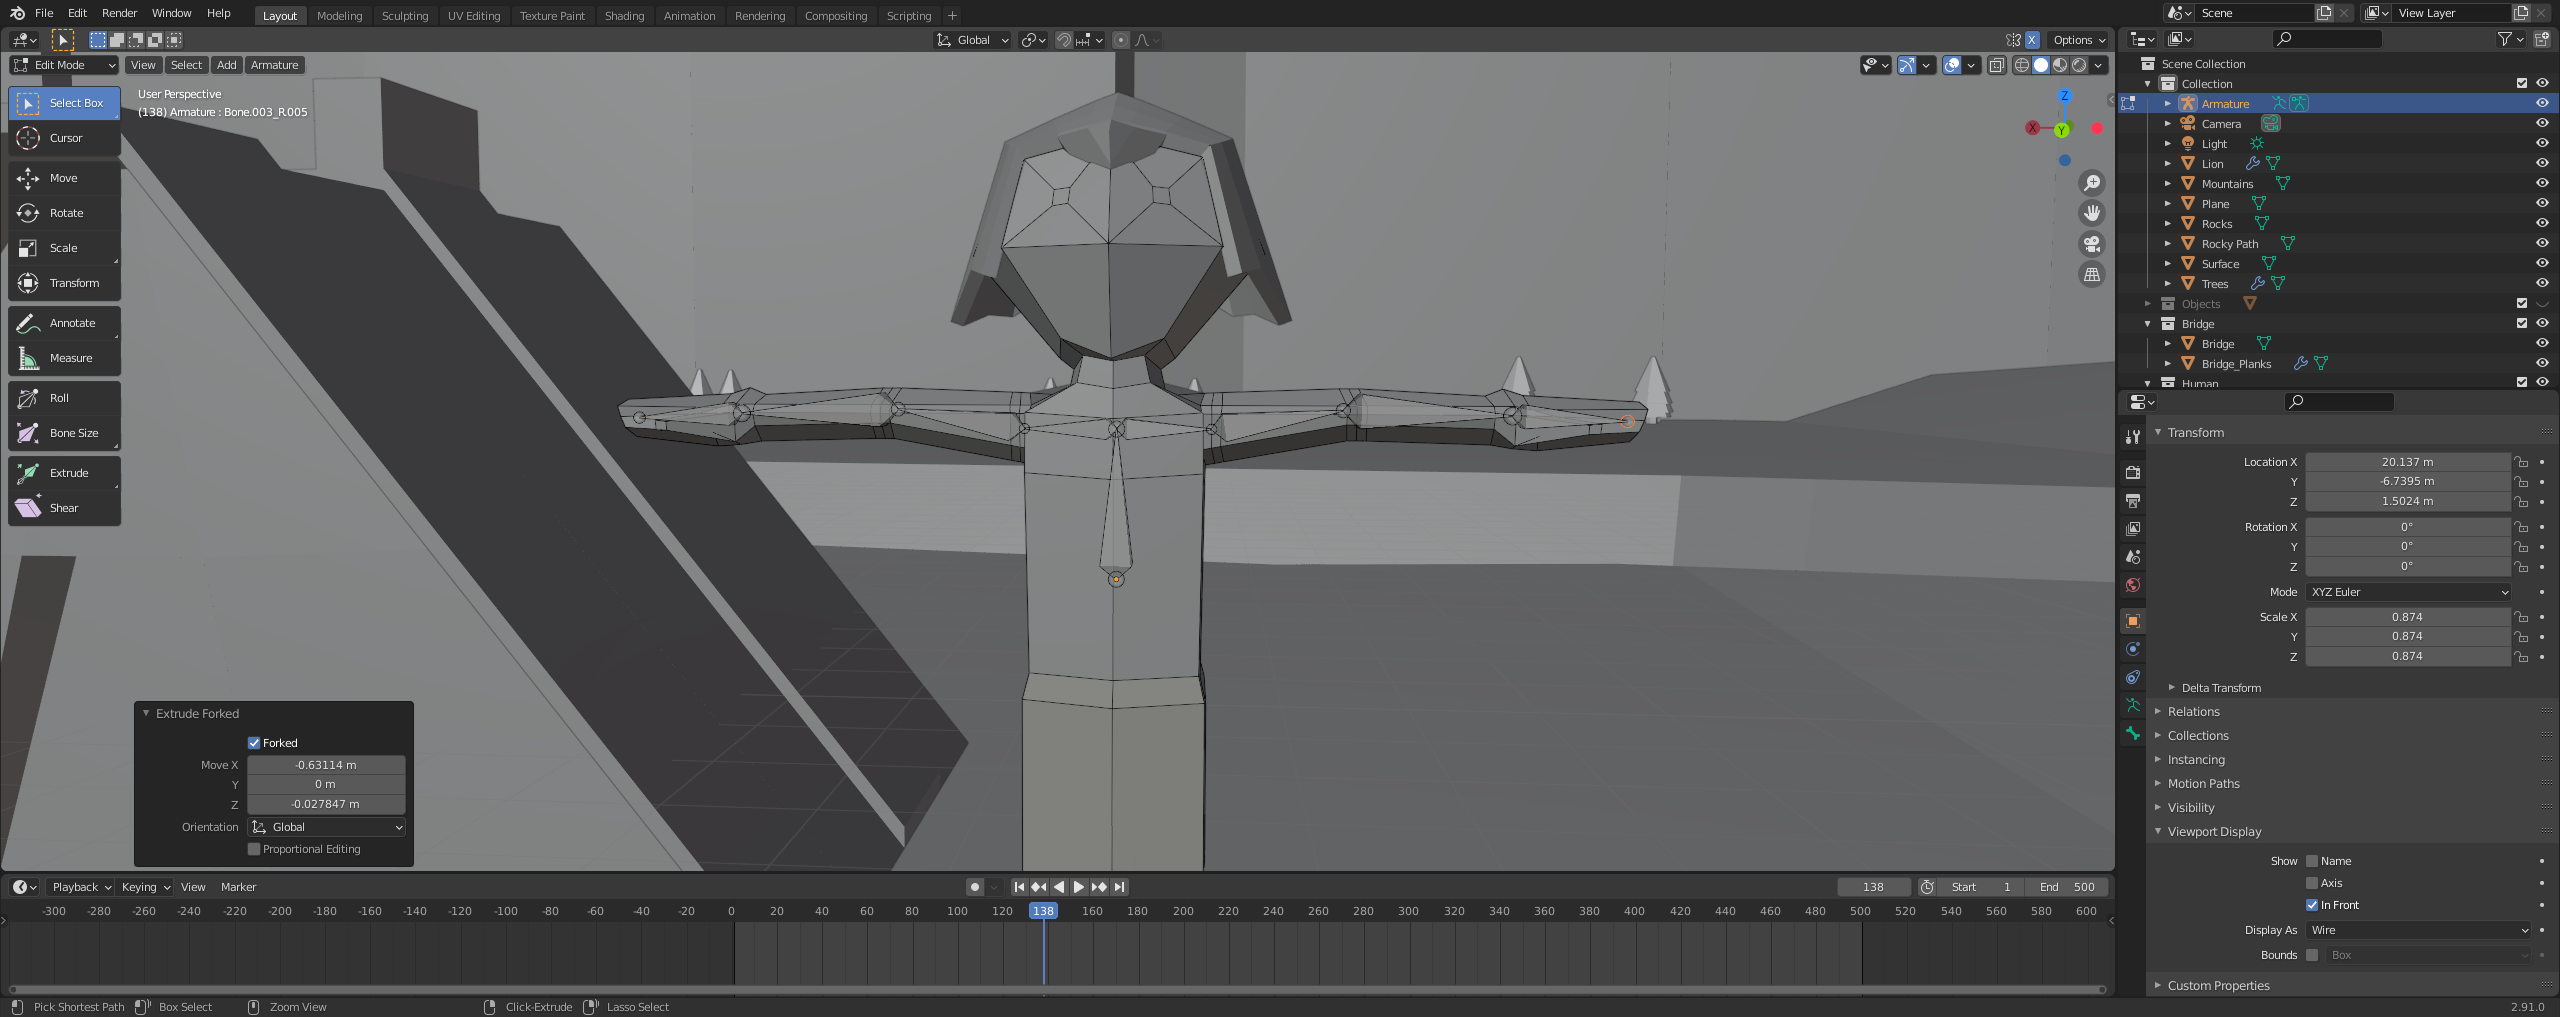 File Edit Render Window Help Layout Modeling Sculpting UV Editing Texture Paint Shading Animation Rendering Compositing Scripting + Scene View Layer
Global X Options
Edit Mode View Select Add Armature
User Perspective
(138) Armature : Bone.003_R.005
Select Box
Cursor
Move
Rotate
Scale
Transform
Annotate
Measure
Roll
Bone Size
Extrude
Shear
Z
X
Y
Extrude Forked
Forked
Move X -0.63114 m
Y 0 m
Z -0.027847 m
Orientation Global
Proportional Editing
Scene Collection
Collection
Armature
Camera
Light
Lion
Mountains
Plane
Rocks
Rocky Path
Surface
Trees
Objects
Bridge
Bridge
Bridge_Planks
Human
Transform
Location X 20.137 m
Y -6.7395 m
Z 1.5024 m
Rotation X 0°
Y 0°
Z 0°
Mode XYZ Euler
Scale X 0.874
Y 0.874
Z 0.874
Delta Transform
Relations
Collections
Instancing
Motion Paths
Visibility
Viewport Display
Show Name
Axis
In Front
Display As Wire
Bounds Box
Custom Properties
Playback Keying View Marker 138 Start 1 End 500
-300 -280 -260 -240 -220 -200 -180 -160 -140 -120 -100 -80 -60 -40 -20 0 20 40 60 80 100 120 138 160 180 200 220 240 260 280 300 320 340 360 380 400 420 440 460 480 500 520 540 560 580 600
Pick Shortest Path Box Select Zoom View Click-Extrude Lasso Select 2.91.0